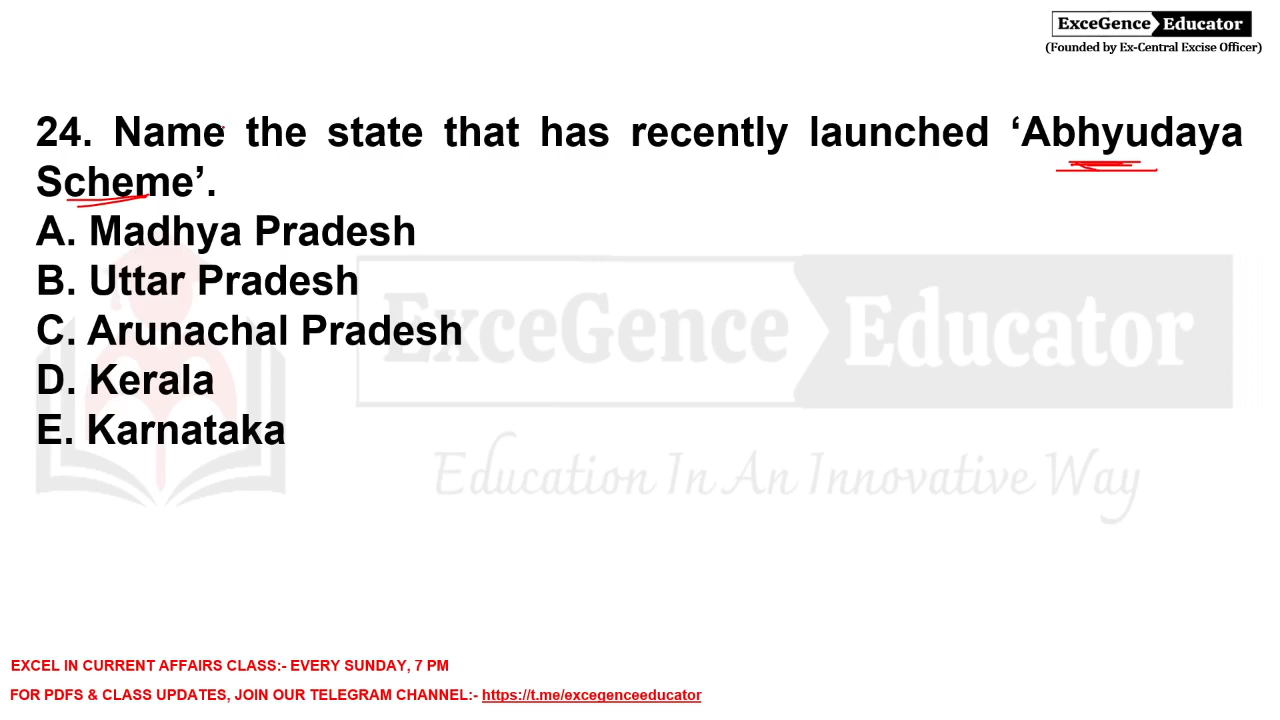 ExceGence Educator
(Founded by Ex-Central Excise Officer)
24. Name the state that has recently launched ‘Abhyudaya
Scheme’.
A. Madhya Pradesh
B. Uttar Pradesh
C. Arunachal Pradesh
D. Kerala
E. Karnataka
ExceGence Educator
Education In An Innovative Way
EXCEL IN CURRENT AFFAIRS CLASS:- EVERY SUNDAY, 7 PM
FOR PDFS & CLASS UPDATES, JOIN OUR TELEGRAM CHANNEL:- https://t.me/excegenceeducator